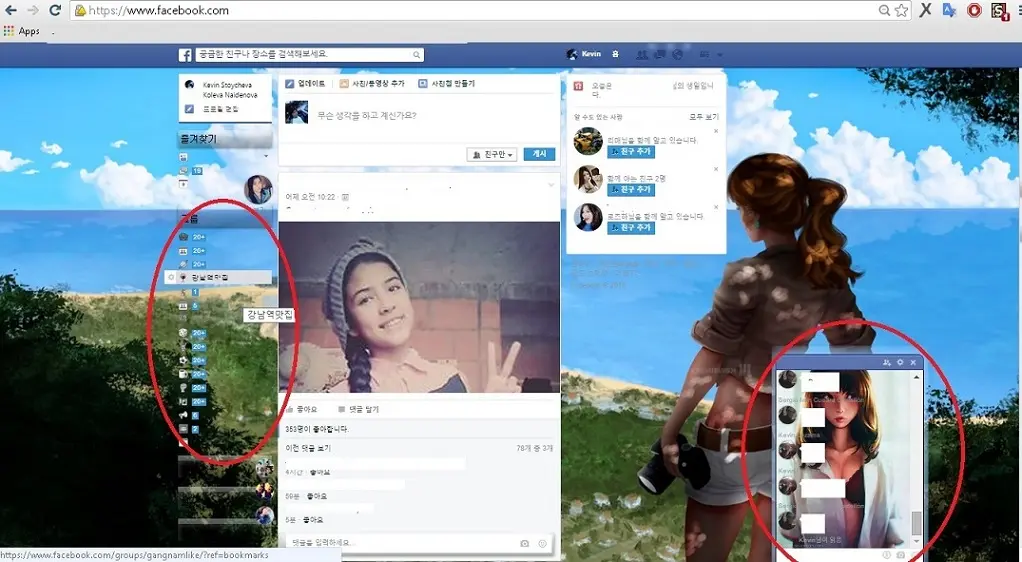 https://www.facebook.com
Apps
궁금한 친구나 장소를 검색해보세요.
Kevin 홈
Kevin Stoycheva
Koleva Naidenova
프로필 편집
즐겨찾기
19
그룹
20+
20+
20+
강남역맛집
1
6
강남역맛집
20+
20+
20+
20+
20+
20+
6
2
업데이트
사진/동영상 추가
사진첩 만들기
무슨 생각을 하고 계신가요?
친구만
게시
어제 오전 10:22
좋아요
댓글 달기
353명이 좋아합니다.
이전 댓글 보기
78개 중 3개
4시간 · 좋아요
59분 · 좋아요
5분 · 좋아요
댓글을 입력하세요...
오늘은
의 생일입니
다.
알 수도 있는 사람
모두 보기
님을 함께 알고 있습니다.
친구 추가
함께 아는 친구 2명
친구 추가
님을 함께 알고 있습니다.
친구 추가
Kevin님이 읽음
https://www.facebook.com/groups/gangnamlike/?ref=bookmarks